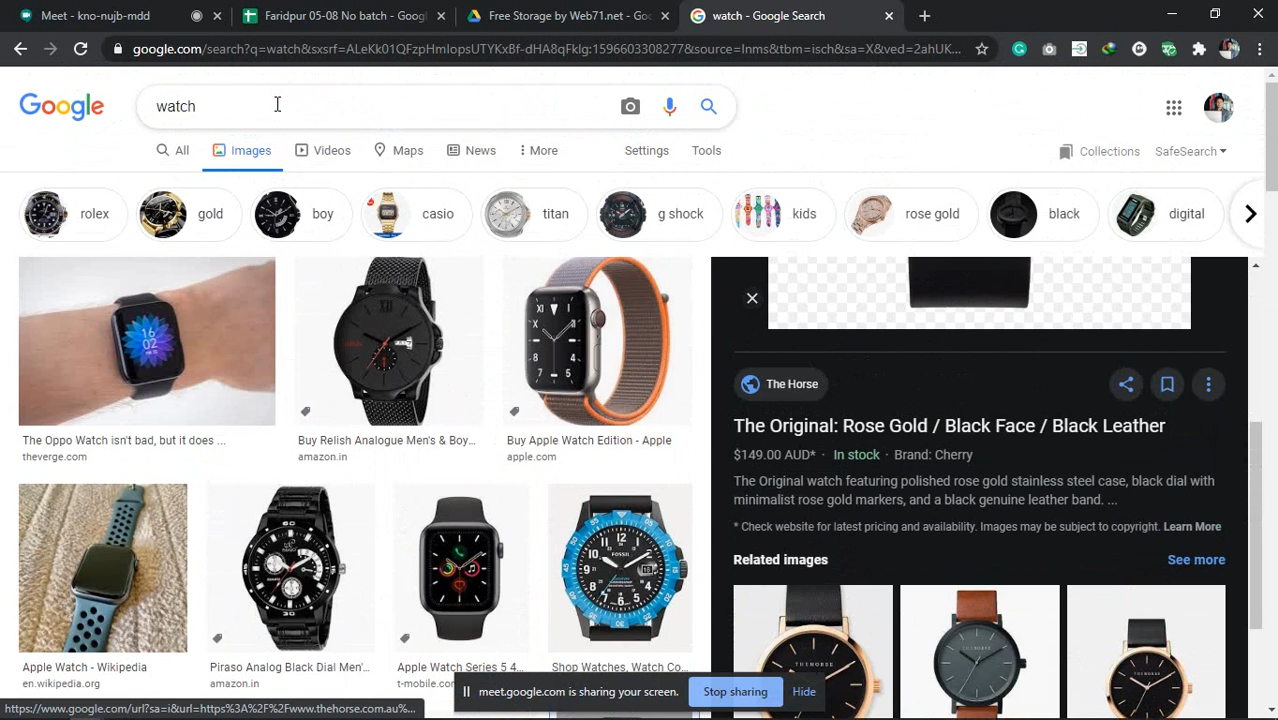 Meet - kno-nujb-mdd
Faridpur 05-08 No batch - Goog
Free Storage by Web71.net - Goo
watch - Google Search
google.com/search?q=watch&sxsrf=ALeKk01QFzpHmlopsUTYKxBf-dHA8qFklg:1596603308277&source=lnms&tbm=isch&sa=X&ved=2ahUK...
Google
watch
All
Images
Videos
Maps
News
More
Settings
Tools
Collections
SafeSearch
rolex
gold
boy
casio
titan
g shock
kids
rose gold
black
digital
16
02
The Oppo Watch isn't bad, but it does ...
theverge.com
Buy Relish Analogue Men's & Boy...
amazon.in
Buy Apple Watch Edition - Apple
apple.com
Apple Watch - Wikipedia
en.wikipedia.org
Piraso Analog Black Dial Men'...
amazon.in
Apple Watch Series 5 4...
t-mobile.com
FOSSIL
Shop Watches, Watch Co...
The Horse
The Original: Rose Gold / Black Face / Black Leather
$149.00 AUD* · In stock · Brand: Cherry
The Original watch featuring polished rose gold stainless steel case, black dial with
minimalist rose gold markers, and a black genuine leather band. ...
* Check website for latest pricing and availability. Images may be subject to copyright. Learn More
Related images
See more
THEHORSE
meet.google.com is sharing your screen.
Stop sharing
Hide
https://www.google.com/url?sa=i&url=https%3A%2F%2Fwww.thehorse.com.au%...